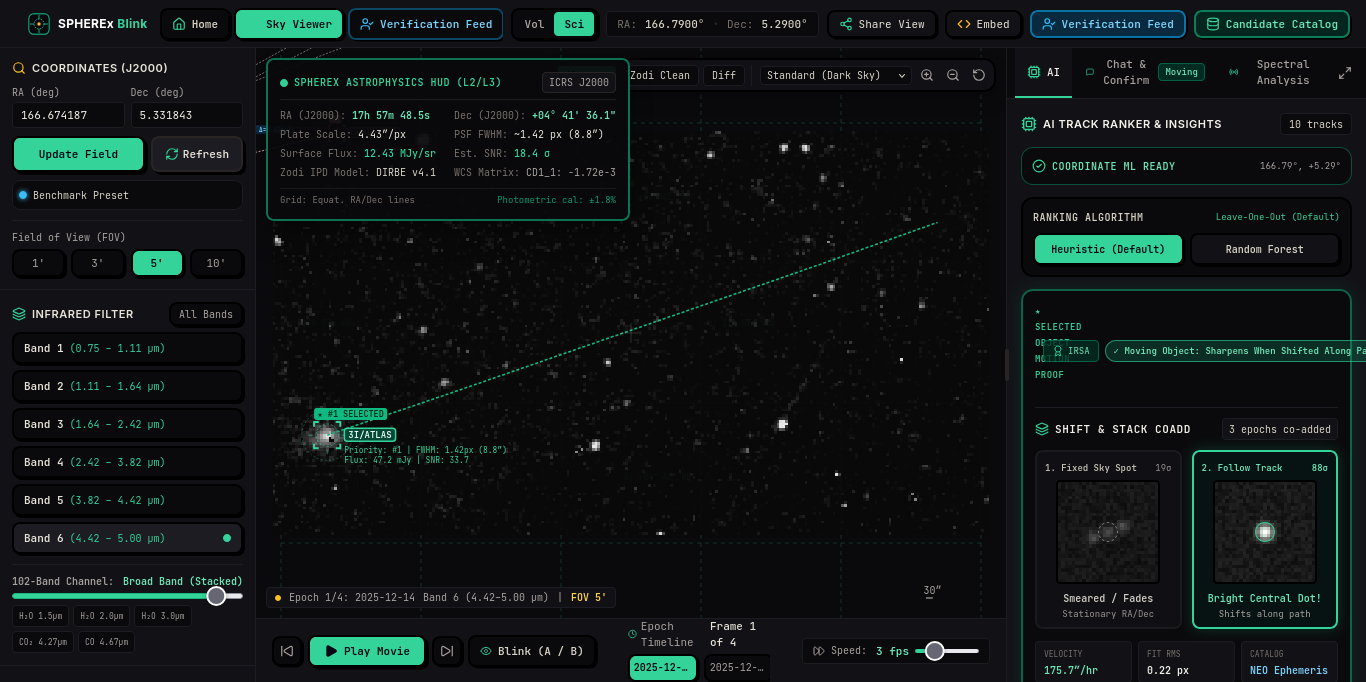 SPHEREx Blink
Home
Sky Viewer
Verification Feed
Vol
Sci
RA: 166.7900° · Dec: 5.2900°
Share View
Embed
Verification Feed
Candidate Catalog
COORDINATES (J2000)
RA (deg)
Dec (deg)
166.674187
5.331843
Update Field
Refresh
Benchmark Preset
Field of View (FOV)
1'
3'
5'
10'
INFRARED FILTER
All Bands
Band 1 (0.75 – 1.11 µm)
Band 2 (1.11 – 1.64 µm)
Band 3 (1.64 – 2.42 µm)
Band 4 (2.42 – 3.82 µm)
Band 5 (3.82 – 4.42 µm)
Band 6 (4.42 – 5.00 µm)
102-Band Channel: Broad Band (Stacked)
H₂O 1.5µm
H₂O 2.0µm
H₂O 3.0µm
CO₂ 4.27µm
CO 4.67µm
SPHEREX ASTROPHYSICS HUD (L2/L3)
ICRS J2000
RA (J2000): 17h 57m 48.5s
Dec (J2000): +04° 41' 36.1"
Plate Scale: 4.43″/px
PSF FWHM: ~1.42 px (8.8″)
Surface Flux: 12.43 MJy/sr
Est. SNR: 18.4 σ
Zodi IPD Model: DIRBE v4.1
WCS Matrix: CD1_1: -1.72e-3
Grid: Equat. RA/Dec lines
Photometric cal: ±1.8%
Zodi Clean
Diff
Standard (Dark Sky)
★ #1 SELECTED
3I/ATLAS
Priority: #1 | FWHM: 1.42px (8.8″)
Flux: 47.2 mJy | SNR: 33.7
Epoch 1/4: 2025-12-14 Band 6 (4.42–5.00 µm) | FOV 5'
30″
Play Movie
Blink (A / B)
Epoch Timeline
Frame 1 of 4
2025-12-…
2025-12-…
Speed: 3 fps
AI
Chat & Confirm
Moving
Spectral Analysis
AI TRACK RANKER & INSIGHTS
10 tracks
COORDINATE ML READY
166.79°, +5.29°
RANKING ALGORITHM
Leave-One-Out (Default)
Heuristic (Default)
Random Forest
★
SELECTED
IRSA
✓ Moving Object: Sharpens When Shifted Along
PROOF
SHIFT & STACK COADD
3 epochs co-added
1. Fixed Sky Spot
19σ
2. Follow Track
88σ
Smeared / Fades
Stationary RA/Dec
Bright Central Dot!
Shifts along path
VELOCITY
175.7″/hr
FIT RMS
0.22 px
CATALOG
NEO Ephemeris